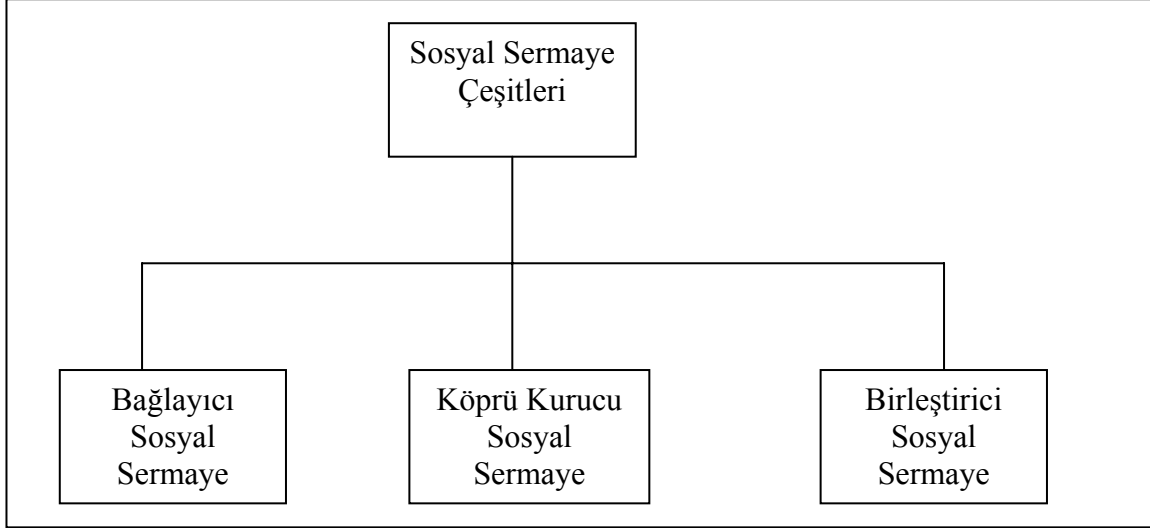 Sosyal Sermaye
Çeşitleri
Bağlayıcı
Sosyal
Sermaye
Köprü Kurucu
Sosyal
Sermaye
Birleştirici
Sosyal
Sermaye